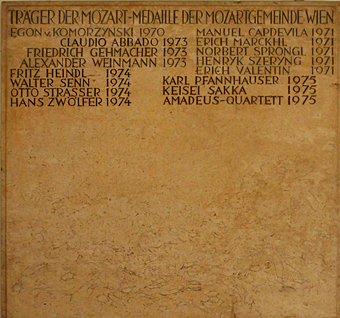 TRÄGER DER MOZART-MEDAILLE DER MOZARTGEMEINDE WIEN
EGON v. KOMORZYNSKI 1970 MANUEL CAPDEVILA 1971
CLAUDIO ABBADO 1973 ERICH MARCKHL 1971
FRIEDRICH GEHMACHER 1973 NORBERT SPRONGL 1971
ALEXANDER WEINMANN 1973 HENRYK SZERYNG 1971
FRITZ HEINDL 1974 ERICH VALENTIN 1971
WALTER SENN 1974 KARL PFANNHAUSER 1975
OTTO STRASSER 1974 KEISEI SAKKA 1975
HANS ZWÖLFER 1974 AMADEUS-QUARTETT 1975